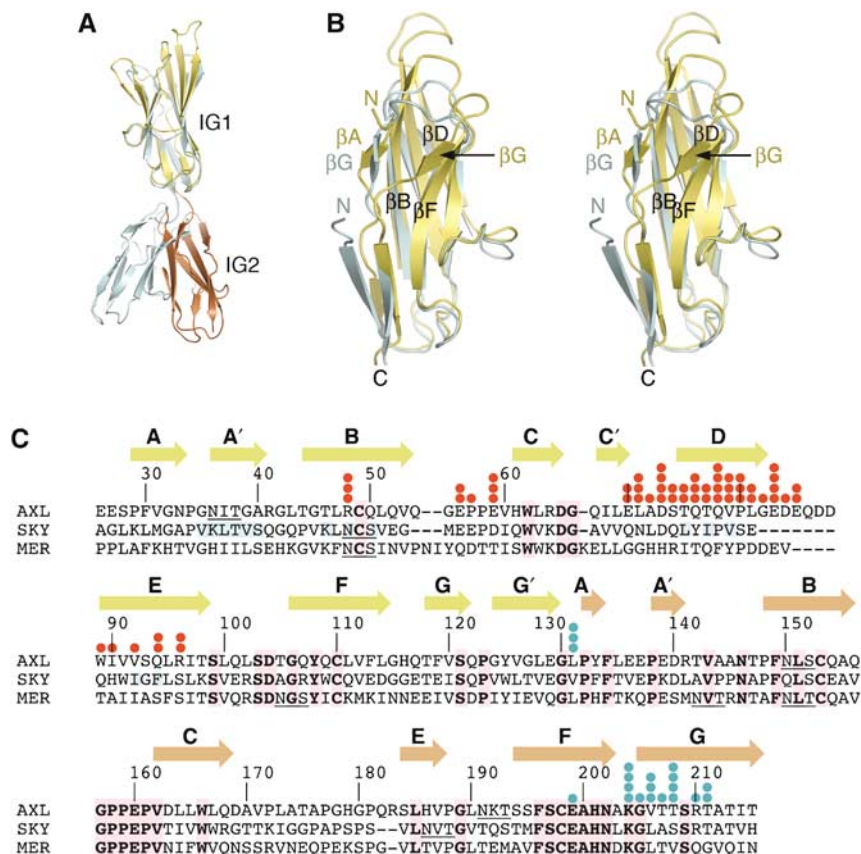 A
B
IG1
IG2
N
βA
βG
βD
βG
βB
βF
N
C
N
βA
βG
βD
βG
βB
βF
N
C
C
A A′ B C C′ D
30 40 50 60
AXL EESPFVGNPGNITGARGLTGTLRCQLQVQ--GEPPEVHWLRDG-QILELADSTQTQVPLGEDEQDD
SKY AGLKLMGAPVKLTVSQGQPVKLNCSVEG---MEEPDIQWVKDG-AVVQNLDQLYIPVSE------
MER PPLAFKHTVGHIILSEHKGVKFNCSINVPNIYQDTTISWWKDGKELLGGHHRITQFYPDDEV-----
E F G G′ A A′ B
90 100 110 120 130 140 150
AXL WIVVSQLRITSLQLSDTGQYQCLVFLGHQTFVSQPGYVGLEGLPYFLEEPEDRTVAANTPFNLSCQAQ
SKY QHWIGFLSLKSVERSDAGRYWCQVEDGGETEISQPVWLTVEGVPFFTVEPKDLAVPPNAPFQLSCEAV
MER TAIIASFSITSVQRSDNGSYICKMKINNEEIVSDPIYIEVQGLPHFTKQPESMNVTRNTAFNLTCQAV
C E F G
160 170 180 190 200 210
AXL GPPEPVDLLWLQDAVPLATAPGHGPQRSLHVPGLNKTSSFSCEAHNAKGVTTSRTATIT
SKY GPPEPVTIVWWRGTTKIGGPAPSPS--VLNVTGVTQSTMFSCEAHNLKGLASSRTATVH
MER GPPEPVNIFWVQNSSRVNEQPEKSPS-VLTVPGLTEMAVFSCEAHNDKGLTVSQGVQIN